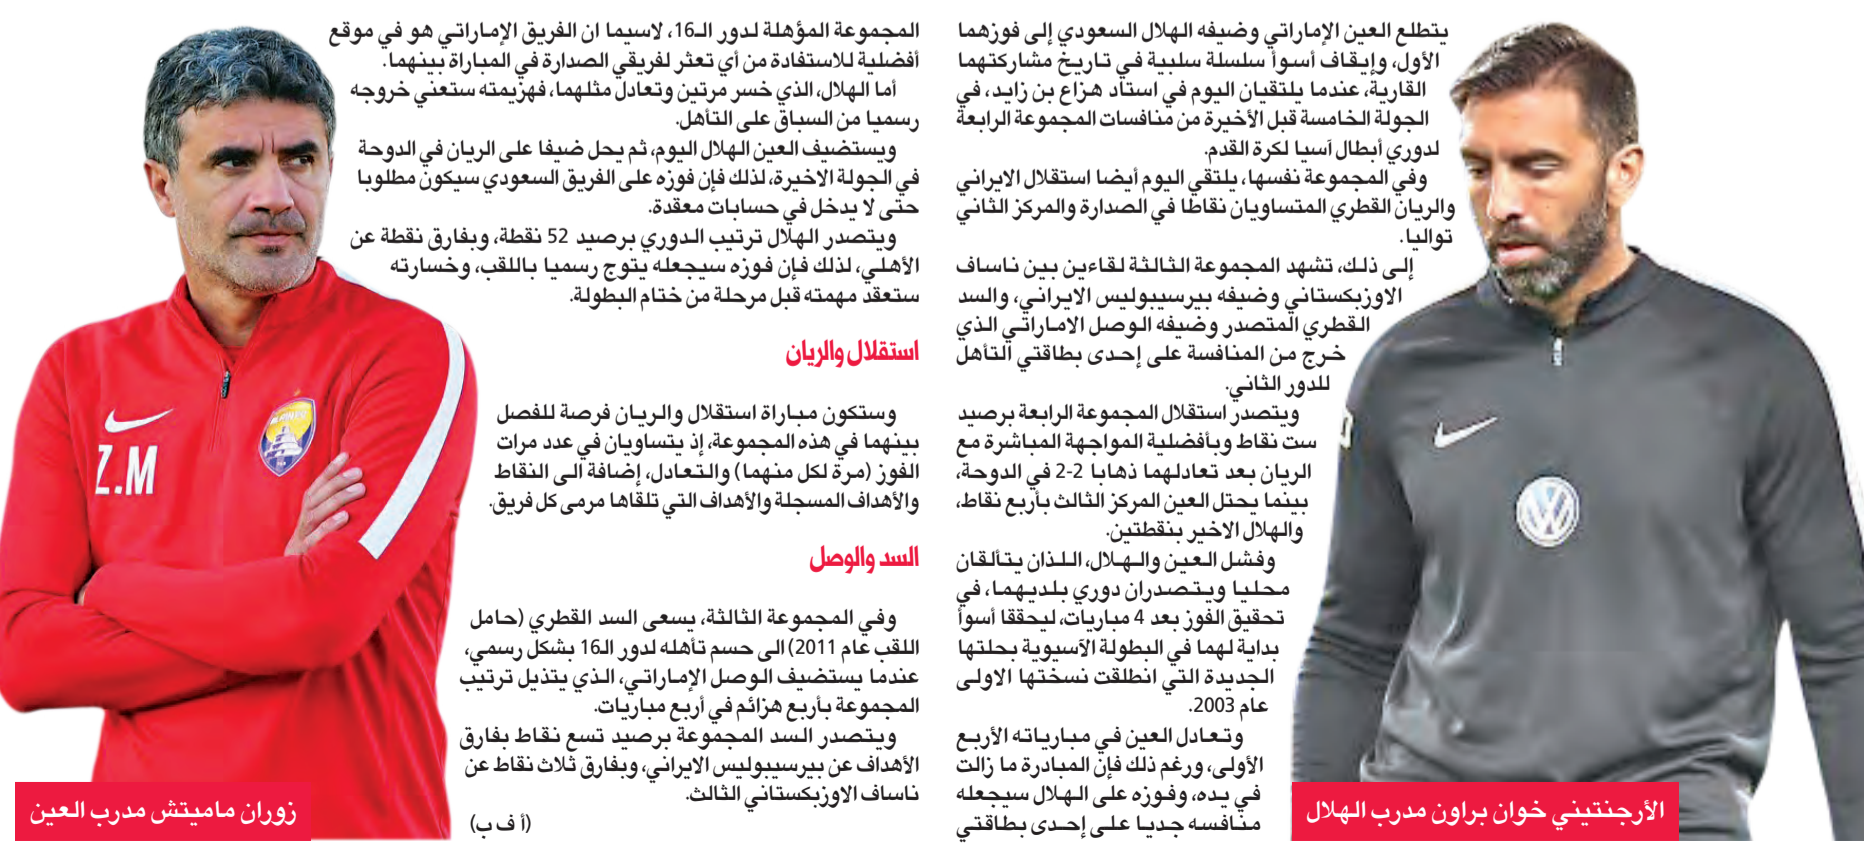 يتطلع العين الإماراتي وضيفه الهلال السعودي إلى فوزهما
الأول، وإيقاف أسوأ سلسلة سلبية في تاريخ مشاركتهما
القارية، عندما يلتقيان اليوم في استاد هزاع بن زايد، في
الجولة الخامسة قبل الأخيرة من منافسات المجموعة الرابعة
لدوري أبطال آسيا لكرة القدم.
وفي المجموعة نفسها، يلتقي اليوم أيضا استقلال الايراني
والريان القطري المتساويان نقاطا في الصدارة والمركز الثاني
تواليا.
إلى ذلك، تشهد المجموعة الثالثة لقاءين بين ناساف
الاوزبكستاني وضيفه بيرسيبوليس الايراني، والسد
القطري المتصدر وضيفه الوصل الاماراتي الذي
خرج من المنافسة على إحدى بطاقتي التأهل
للدور الثاني.
ويتصدر استقلال المجموعة الرابعة برصيد
ست نقاط وبأفضلية المواجهة المباشرة مع
الريان بعد تعادلهما ذهابا 2-2 في الدوحة،
بينما يحتل العين المركز الثالث بأربع نقاط،
والهلال الاخير بنقطتين.
وفشل العين والهلال، اللذان يتألقان
محليا ويتصدران دوري بلديهما، في
تحقيق الفوز بعد 4 مباريات، ليحققا أسوأ
بداية لهما في البطولة الآسيوية بحلتها
الجديدة التي انطلقت نسختها الاولى
عام 2003.
وتعادل العين في مبارياته الأربع
الأولى، ورغم ذلك فإن المبادرة ما زالت
في يده، وفوزه على الهلال سيجعله
منافسه جديا على إحدى بطاقتي
المجموعة المؤهلة لدور الـ16، لاسيما ان الفريق الإماراتي هو في موقع
أفضلية للاستفادة من أي تعثر لفريقي الصدارة في المباراة بينهما.
أما الهلال، الذي خسر مرتين وتعادل مثلهما، فهزيمته ستعني خروجه
رسميا من السباق على التأهل.
ويستضيف العين الهلال اليوم، ثم يحل ضيفا على الريان في الدوحة
في الجولة الاخيرة، لذلك فإن فوزه على الفريق السعودي سيكون مطلوبا
حتى لا يدخل في حسابات معقدة.
ويتصدر الهلال ترتيب الدوري برصيد 52 نقطة، وبفارق نقطة عن
الأهلي، لذلك فإن فوزه سيجعله يتوج رسميا باللقب، وخسارته
ستعقد مهمته قبل مرحلة من ختام البطولة.
استقلال والريان
وستكون مباراة استقلال والريان فرصة للفصل
بينهما في هذه المجموعة، إذ يتساويان في عدد مرات
الفوز (مرة لكل منهما) والتعادل، إضافة الى النقاط
والأهداف المسجلة والأهداف التي تلقاها مرمى كل فريق.
السد والوصل
وفي المجموعة الثالثة، يسعى السد القطري (حامل
اللقب عام 2011) الى حسم تأهله لدور الـ16 بشكل رسمي،
عندما يستضيف الوصل الإماراتي، الذي يتذيل ترتيب
المجموعة بأربع هزائم في أربع مباريات.
ويتصدر السد المجموعة برصيد تسع نقاط بفارق
الأهداف عن بيرسيبوليس الايراني، وبفارق ثلاث نقاط عن
ناساف الاوزبكستاني الثالث.
(أ ف ب)
الأرجنتيني خوان براون مدرب الهلال
زوران ماميتش مدرب العين
Z.M